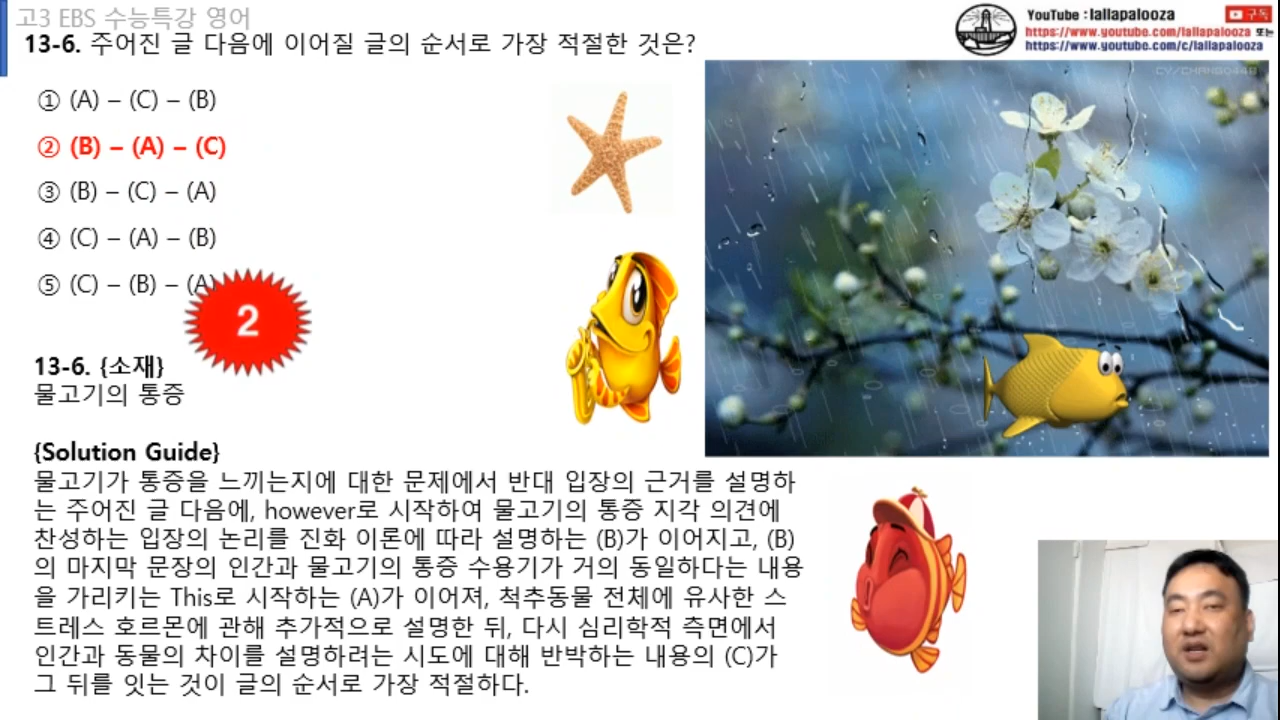 고3 EBS 수능특강 영어
13-6. 주어진 글 다음에 이어질 글의 순서로 가장 적절한 것은?
YouTube : lallapalooza
구독
https://www.youtube.com/lallapalooza 또는
https://www.youtube.com/c/lallapalooza
① (A) – (C) – (B)
② (B) – (A) – (C)
③ (B) – (C) – (A)
④ (C) – (A) – (B)
⑤ (C) – (B) – (A)
2
13-6. {소재}
물고기의 통증
{Solution Guide}
물고기가 통증을 느끼는지에 대한 문제에서 반대 입장의 근거를 설명하
는 주어진 글 다음에, however로 시작하여 물고기의 통증 지각 의견에
찬성하는 입장의 논리를 진화 이론에 따라 설명하는 (B)가 이어지고, (B)
의 마지막 문장의 인간과 물고기의 통증 수용기가 거의 동일하다는 내용
을 가리키는 This로 시작하는 (A)가 이어져, 척추동물 전체에 유사한 스
트레스 호르몬에 관해 추가적으로 설명한 뒤, 다시 심리학적 측면에서
인간과 동물의 차이를 설명하려는 시도에 대해 반박하는 내용의 (C)가
그 뒤를 잇는 것이 글의 순서로 가장 적절하다.